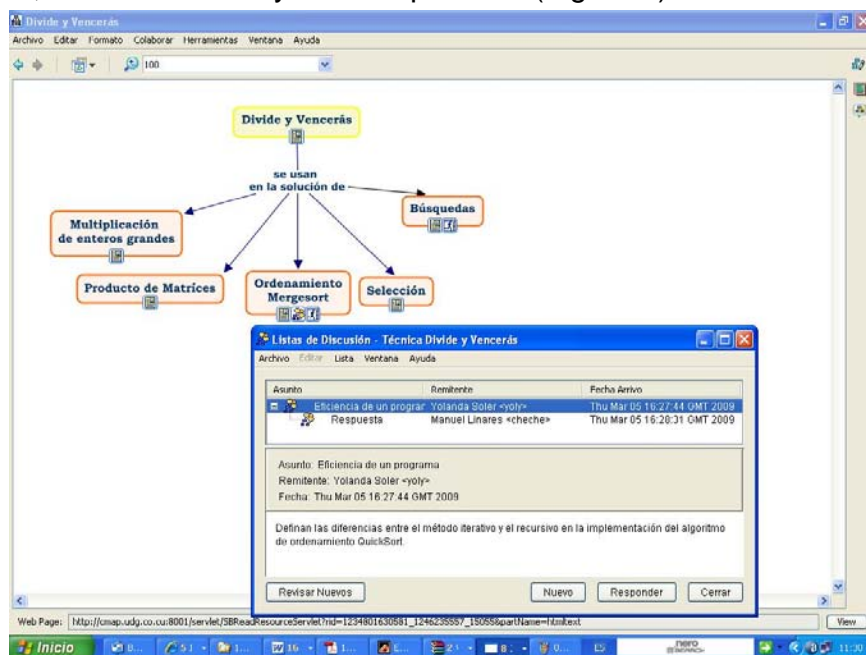 Divide y Vencerás
Archivo Editar Formato Colaborar Herramientas Ventana Ayuda
100
Divide y Vencerás
se usan
en la solución de
Búsquedas
Multiplicación
de enteros grandes
Producto de Matríces
Ordenamiento
Mergesort
Selección
Listas de Discusión - Técnica Divide y Vencerás
Archivo Editar Lista Ventana Ayuda
Asunto Remitente Fecha Arrivo
Eficiencia de un prograr Yolanda Soler <yoly> Thu Mar 05 16:27:44 GMT 2009
Respuesta Manuel Linares <cheche> Thu Mar 05 16:28:31 GMT 2009
Asunto: Eficiencia de un programa
Remitente: Yolanda Soler <yoly>
Fecha: Thu Mar 05 16:27:44 GMT 2009
Definan las diferencias entre el método iterativo y el recursivo en la implementación del algoritmo
de ordenamiento QuickSort.
Revisar Nuevos Nuevo Responder Cerrar
Web Page: http://cmap.udg.co.cu:8001/servlet/SBReadResourceServlet?rid=1234801630581_1246235557_15055&partName=htmltext View
Inicio ES nero 11:30